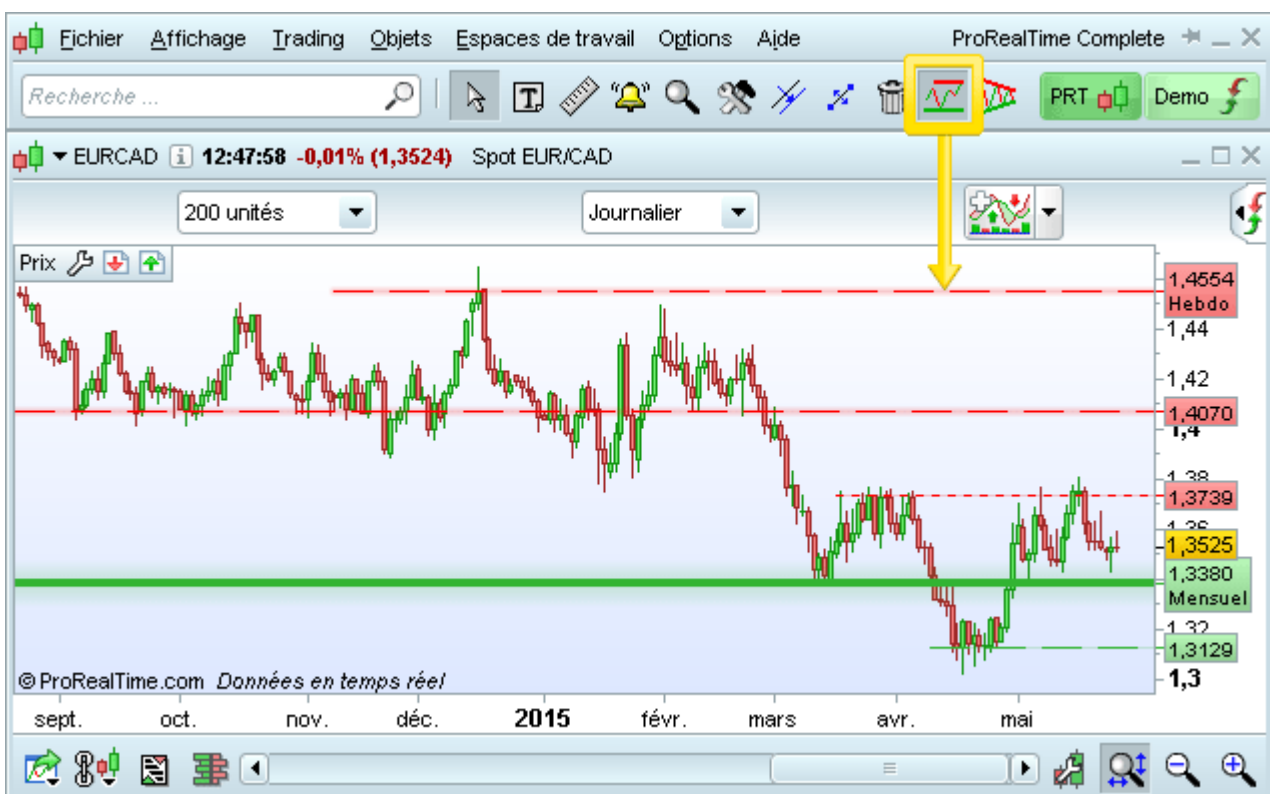 Fichier Affichage Trading Objets Espaces de travail Options Aide ProRealTime Complete
Recherche ... T PRT Demo
EURCAD i 12:47:58 -0,01% (1,3524) Spot EUR/CAD
200 unités Journalier
Prix
1,4554
Hebdo
1,44
1,42
1,4070
1,4
1,38
1,3739
1,36
1,3525
1,3380
Mensuel
1,32
1,3129
© ProRealTime.com Données en temps réel
1,3
sept. oct. nov. déc. 2015 févr. mars avr. mai